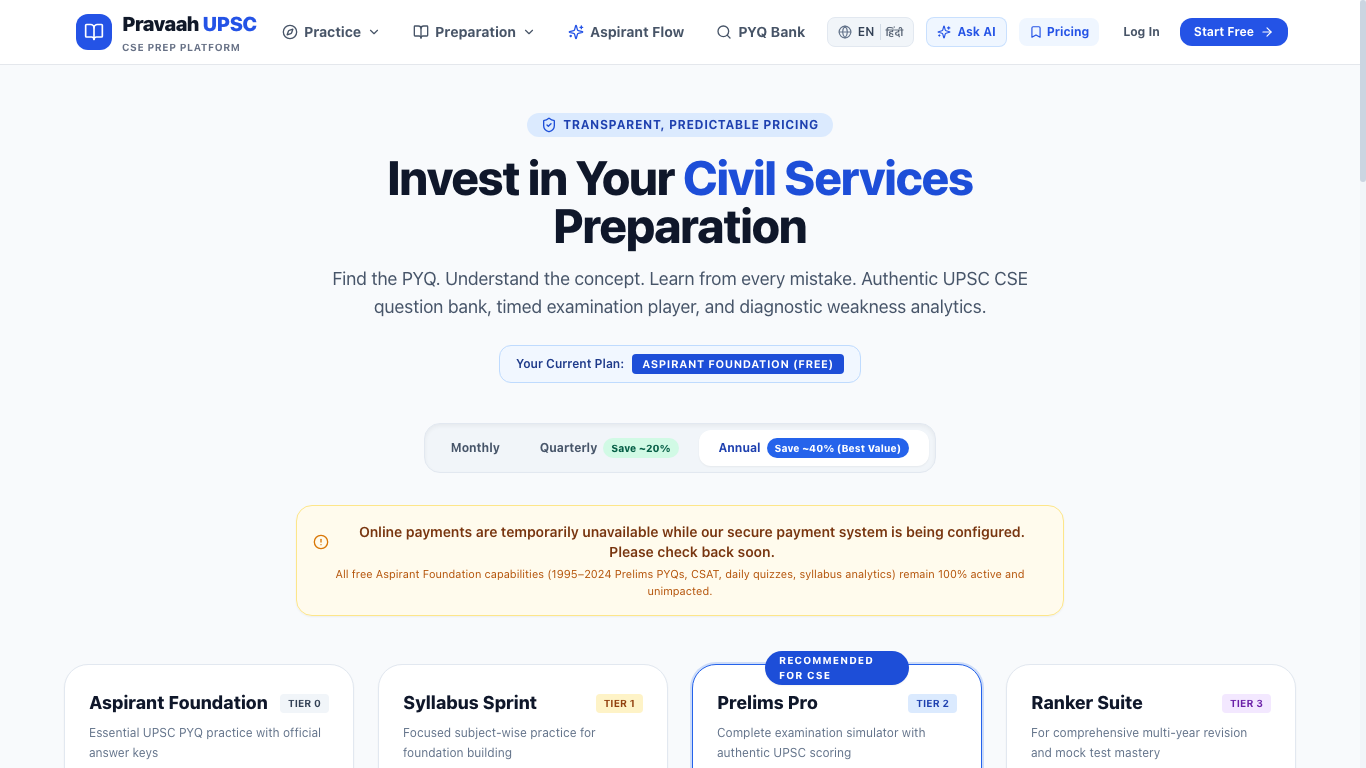 Pravaah UPSC
CSE PREP PLATFORM
Practice
Preparation
Aspirant Flow
PYQ Bank
EN हिंदी
Ask AI
Pricing
Log In
Start Free
TRANSPARENT, PREDICTABLE PRICING
Invest in Your Civil Services
Preparation
Find the PYQ. Understand the concept. Learn from every mistake. Authentic UPSC CSE
question bank, timed examination player, and diagnostic weakness analytics.
Your Current Plan: ASPIRANT FOUNDATION (FREE)
Monthly
Quarterly Save ~20%
Annual Save ~40% (Best Value)
Online payments are temporarily unavailable while our secure payment system is being configured.
Please check back soon.
All free Aspirant Foundation capabilities (1995–2024 Prelims PYQs, CSAT, daily quizzes, syllabus analytics) remain 100% active and
unimpacted.
Aspirant Foundation TIER 0
Essential UPSC PYQ practice with official
answer keys
Syllabus Sprint TIER 1
Focused subject-wise practice for
foundation building
RECOMMENDED
FOR CSE
Prelims Pro TIER 2
Complete examination simulator with
authentic UPSC scoring
Ranker Suite TIER 3
For comprehensive multi-year revision
and mock test mastery